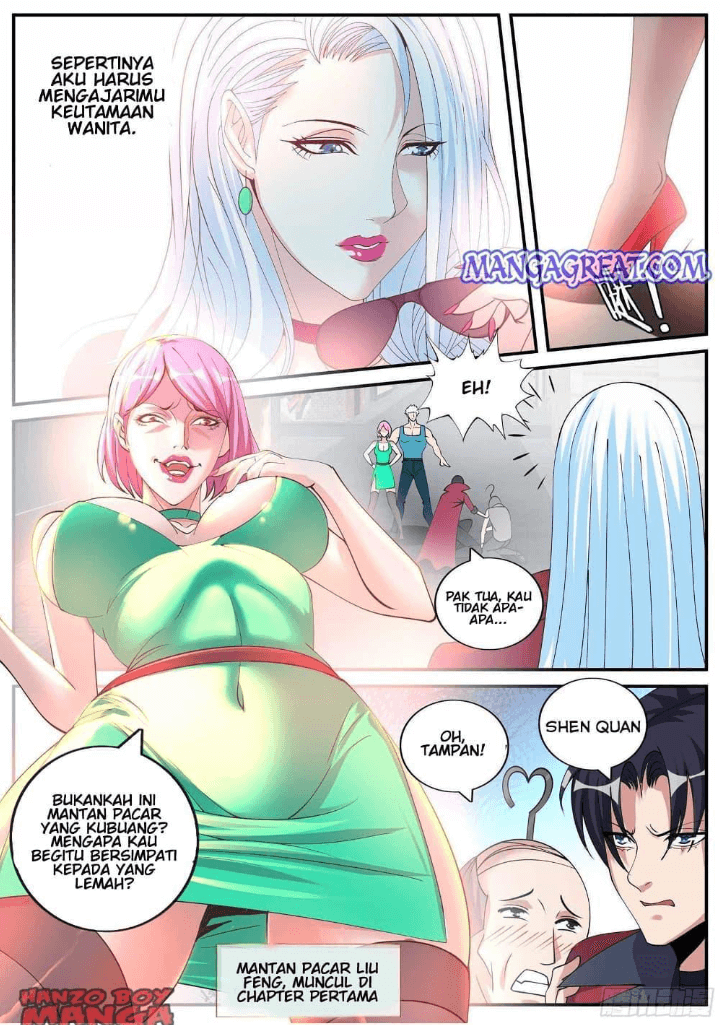 SEPERTINYA
AKU HARUS
MENGAJARIMU
KEUTAMAAN
WANITA.
MANGAGREAT.COM
EH!
PAK TUA, KAU
TIDAK APA-
APA...
OH,
TAMPAN!
SHEN QUAN
BUKANKAH INI
MANTAN PACAR
YANG KUBUANG?
MENGAPA KAU
BEGITU BERSIMPATI
KEPADA YANG
LEMAH?
MANTAN PACAR LIU
FENG, MUNCUL DI
CHAPTER PERTAMA
HANZO BOY
MANGA